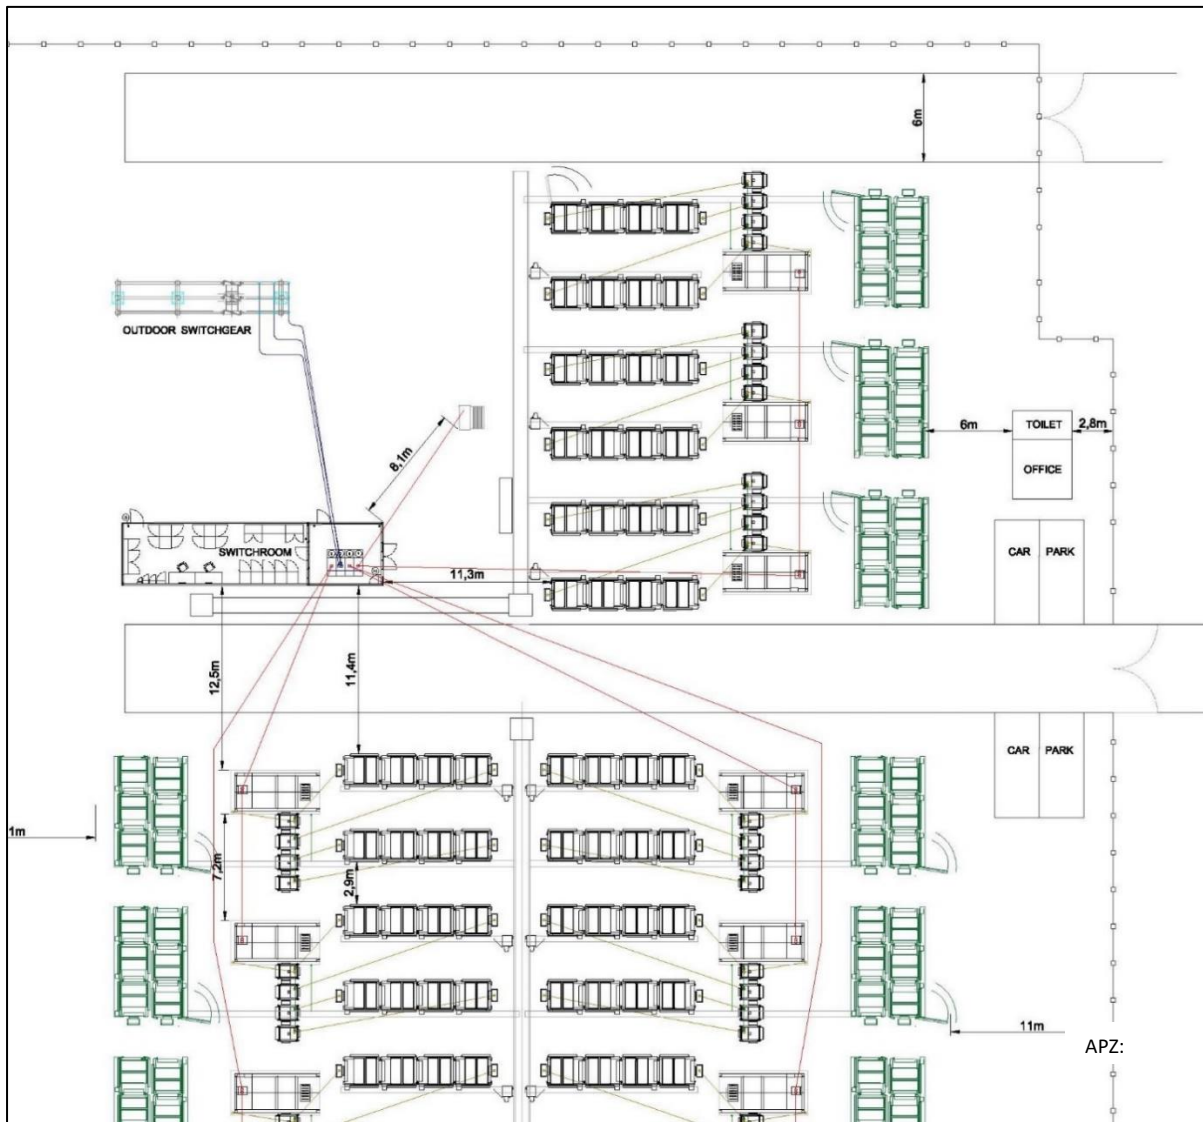 6m
OUTDOOR SWITCHGEAR
8,1m
6m
TOILET
2,8m
OFFICE
SWITCHROOM
CAR PARK
11,3m
12,5m
11,4m
CAR PARK
1m
7,2m
2,9m
11m
APZ: